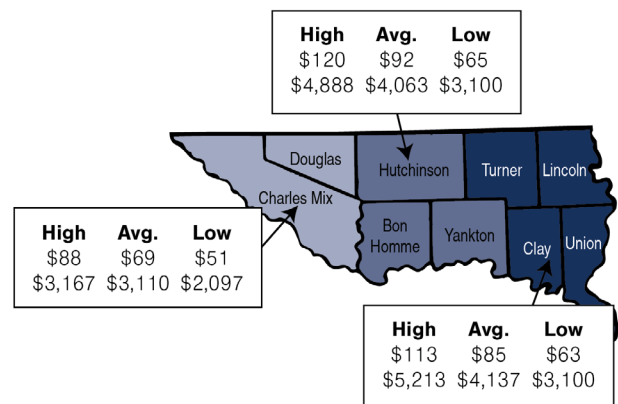 High Avg. Low
$120 $92 $65
$4,888 $4,063 $3,100
Douglas
Hutchinson
Turner
Lincoln
Charles Mix
Bon
Homme
Yankton
Clay
Union
High Avg. Low
$88 $69 $51
$3,167 $3,110 $2,097
High Avg. Low
$113 $85 $63
$5,213 $4,137 $3,100